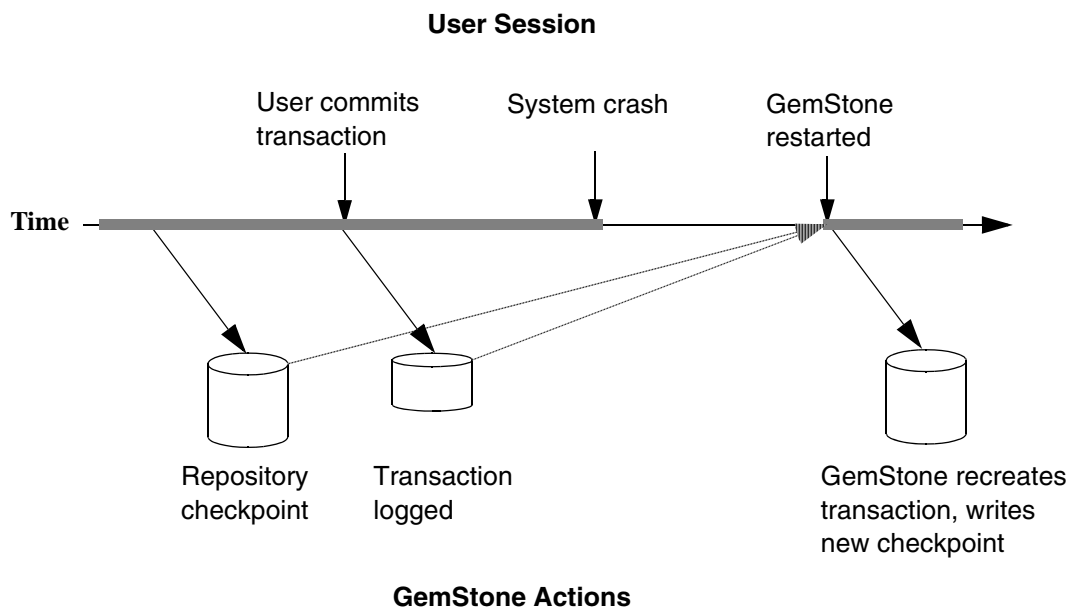 User Session
User commits
transaction
System crash
GemStone
restarted
Time
Repository
checkpoint
Transaction
logged
GemStone recreates
transaction, writes
new checkpoint
GemStone Actions